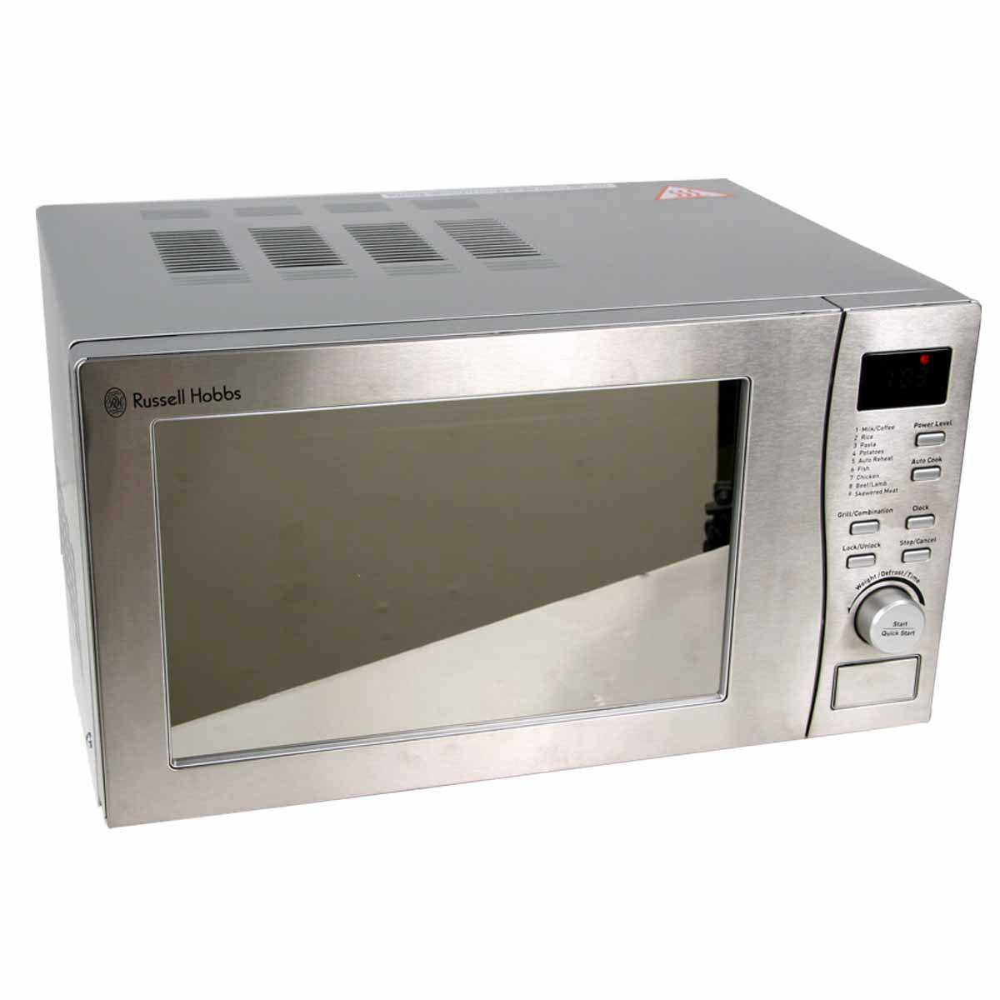 Russell Hobbs
1 Milk/Coffee
2 Rice
3 Pasta
4 Potatoes
5 Auto Reheat
6 Fish
7 Chicken
8 Beef/Lamb
9 Skewered Meat
Power Level
Auto Cook
Grill/Combination
Clock
Lock/Unlock
Stop/Cancel
Weight/Defrost/Time
Start
Quick Start